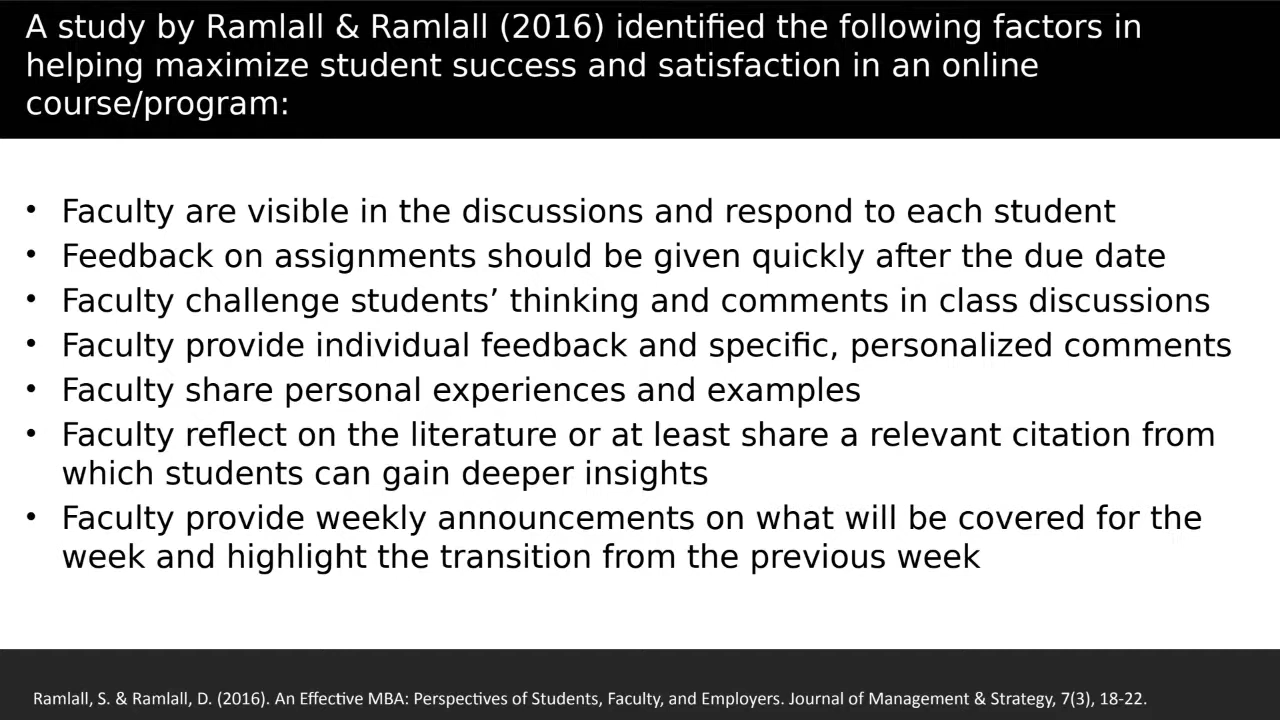 A study by Ramlall & Ramlall (2016) identified the following factors in
helping maximize student success and satisfaction in an online
course/program:
• Faculty are visible in the discussions and respond to each student
• Feedback on assignments should be given quickly after the due date
• Faculty challenge students’ thinking and comments in class discussions
• Faculty provide individual feedback and specific, personalized comments
• Faculty share personal experiences and examples
• Faculty reflect on the literature or at least share a relevant citation from
which students can gain deeper insights
• Faculty provide weekly announcements on what will be covered for the
week and highlight the transition from the previous week
Ramlall, S. & Ramlall, D. (2016). An Effective MBA: Perspectives of Students, Faculty, and Employers. Journal of Management & Strategy, 7(3), 18-22.